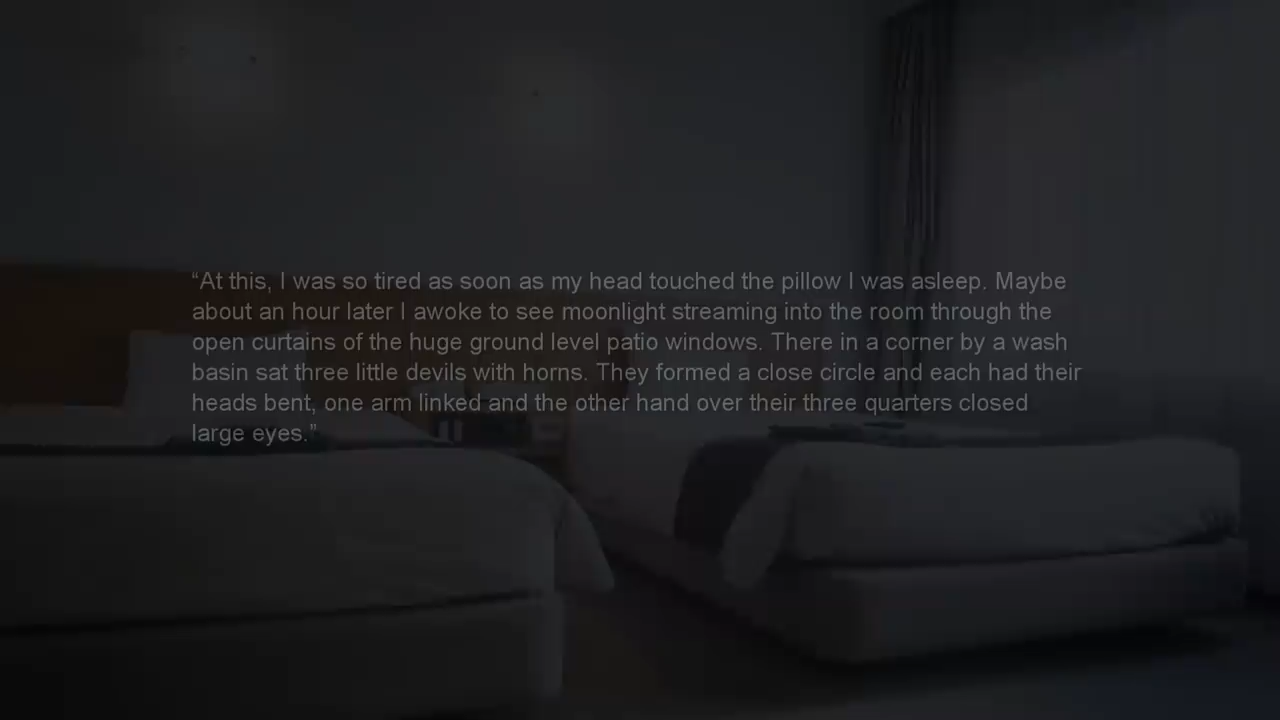 “At this, I was so tired as soon as my head touched the pillow I was asleep. Maybe
about an hour later I awoke to see moonlight streaming into the room through the
open curtains of the huge ground level patio windows. There in a corner by a wash
basin sat three little devils with horns. They formed a close circle and each had their
heads bent, one arm linked and the other hand over their three quarters closed
large eyes.”